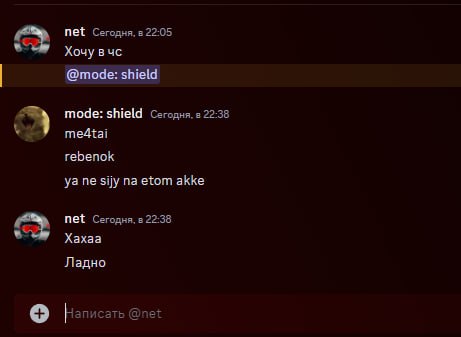 net Сегодня, в 22:05
Хочу в чс
@mode: shield
mode: shield Сегодня, в 22:38
me4tai
rebenok
ya ne sijy na etom akke
net Сегодня, в 22:38
Хахаа
Ладно
Написать @net